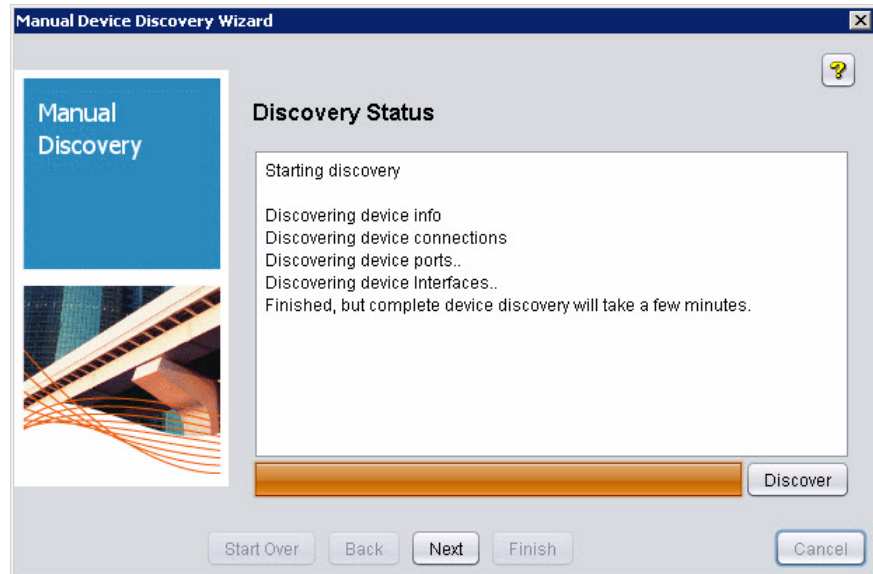 Manual Device Discovery Wizard
?
Manual
Discovery
Discovery Status
Starting discovery
Discovering device info
Discovering device connections
Discovering device ports..
Discovering device Interfaces..
Finished, but complete device discovery will take a few minutes.
Discover
Start Over Back Next Finish Cancel